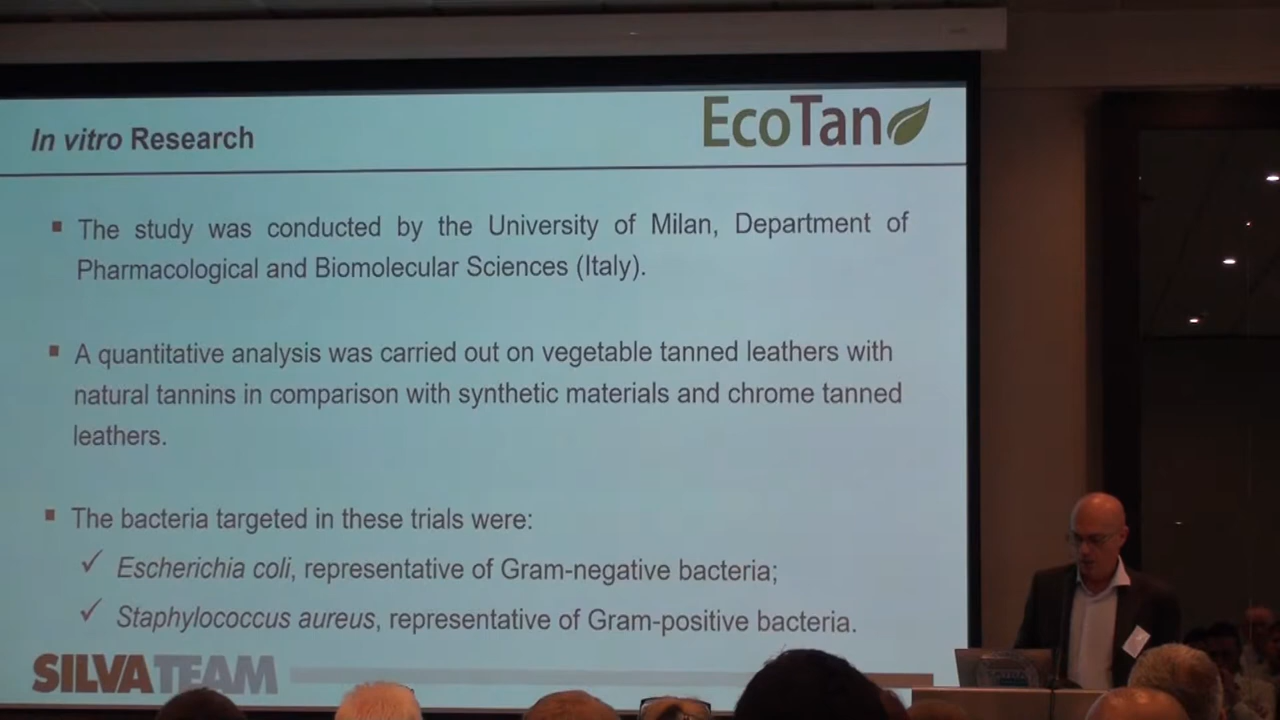 In vitro Research
EcoTan
▪ The study was conducted by the University of Milan, Department of
Pharmacological and Biomolecular Sciences (Italy).
▪ A quantitative analysis was carried out on vegetable tanned leathers with
natural tannins in comparison with synthetic materials and chrome tanned
leathers.
▪ The bacteria targeted in these trials were:
✓ Escherichia coli, representative of Gram-negative bacteria;
✓ Staphylococcus aureus, representative of Gram-positive bacteria.
SILVATEAM